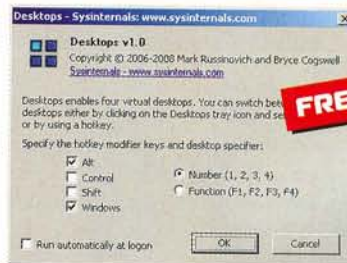 Desktops - Sysinternals: www.sysinternals.com
Desktops v1.0
Copyright © 2006-2008 Mark Russinovich and Bryce Cogswell
Sysinternals - www.sysinternals.com
Desktops enables four virtual desktops. You can switch
desktops either by clicking on the Desktops tray icon and
or by using a hotkey.
FREE
Specify the hotkey modifier keys and desktop specifier:
Alt
Control
Shift
Windows
Number (1, 2, 3, 4)
Function (F1, F2, F3, F4)
Run automatically at logon
OK
Cancel